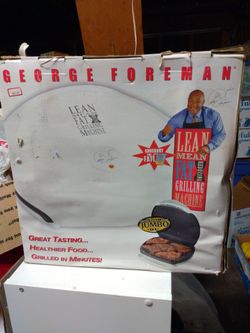 GEORGE FOREMAN
LEAN
MEAN
FAT
GRILLING
MACHINE
LEAN
MEAN
FAT
GRILLING
MACHINE
JUMBO
GREAT TASTING...
HEALTHIER FOOD...
GRILLED IN MINUTES!